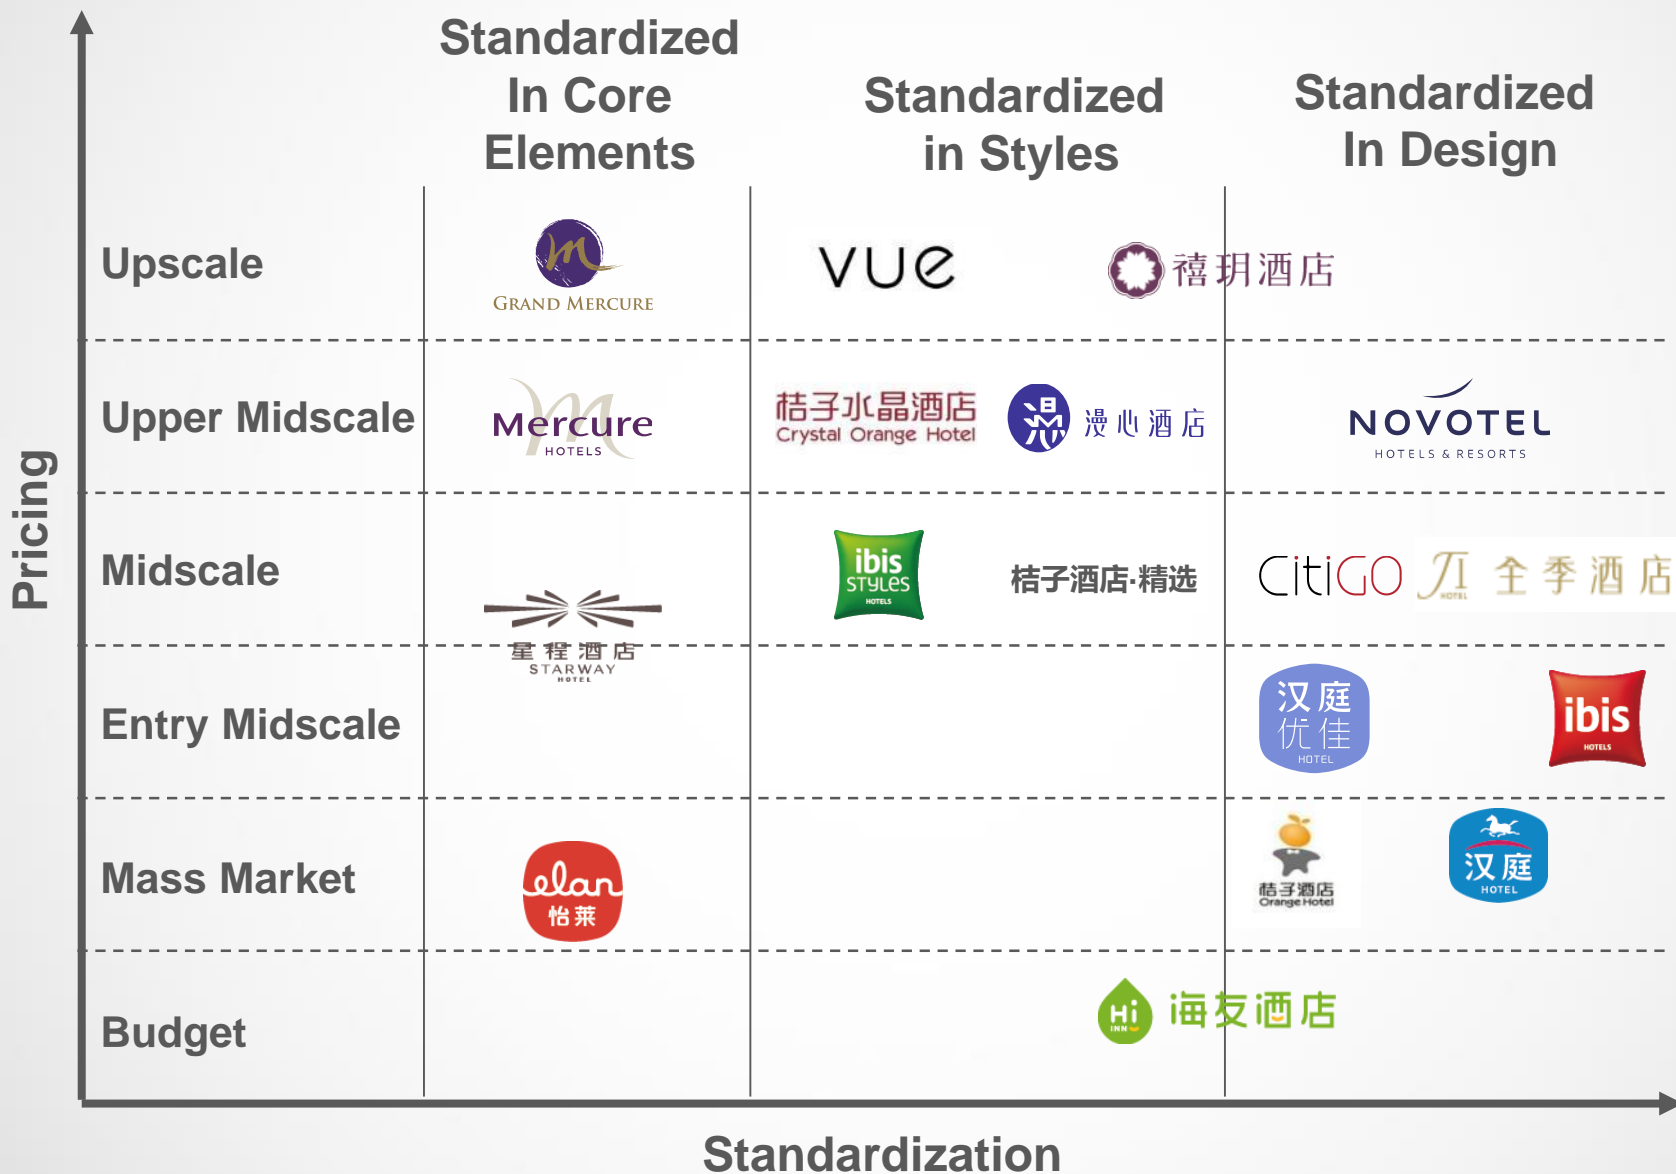 Standardized
In Core
Elements
Standardized
in Styles
Standardized
In Design
Pricing
Upscale
GRAND MERCURE
VUE
禧玥酒店
Upper Midscale
Mercure
HOTELS
桔子水晶酒店
Crystal Orange Hotel
漫
漫心酒店
NOVOTEL
HOTELS & RESORTS
Midscale
ibis
STYLES
HOTELS
桔子酒店·精选
CitiGO
JI
HOTEL
全季酒店
星程酒店
STARWAY
HOTEL
Entry Midscale
汉庭
优佳
HOTEL
ibis
HOTELS
Mass Market
elan
怡莱
桔子酒店
Orange Hotel
汉庭
HOTEL
Budget
Hi
INN
海友酒店
Standardization